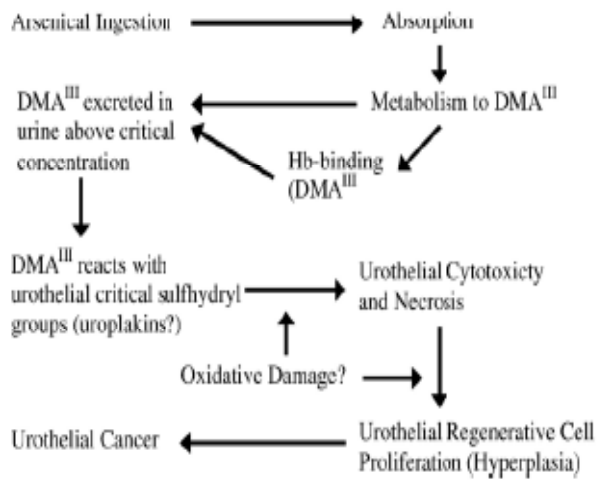 Arsenical Ingestion
Absorption
DMA^III excreted in
urine above critical
concentration
Metabolism to DMA^III
Hb-binding
(DMA^III
DMA^III reacts with
urothelial critical sulfhydryl
groups (uroplakins?)
Urothelial Cytotoxicty
and Necrosis
Oxidative Damage?
Urothelial Cancer
Urothelial Regenerative Cell
Proliferation (Hyperplasia)